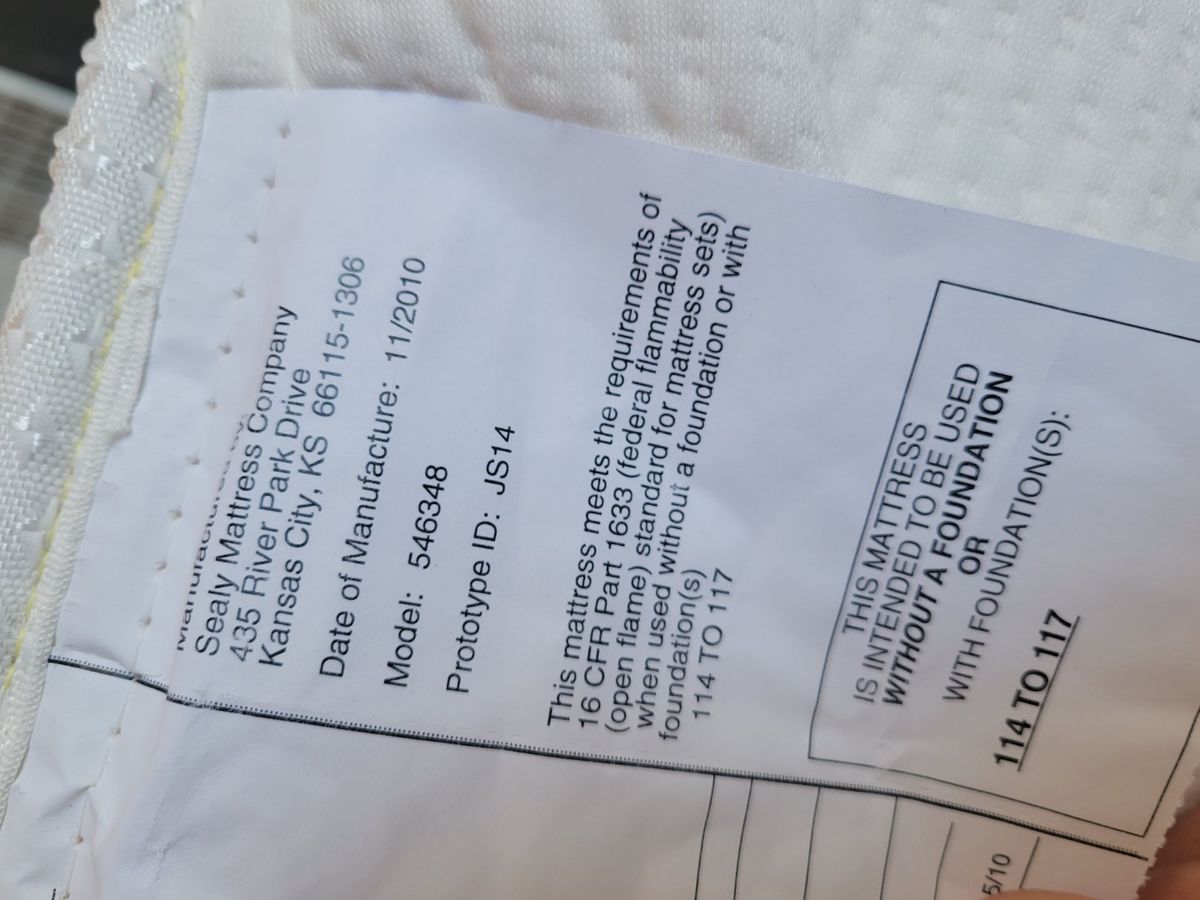 Sealy Mattress Company
435 River Park Drive
Kansas City, KS 66115-1306
Date of Manufacture: 11/2010
Model: 546348
Prototype ID: JS14
This mattress meets the requirements of
16 CFR Part 1633 (federal flammability
(open flame) standard for mattress sets)
when used without a foundation or with
foundation(s)
114 TO 117
THIS MATTRESS
IS INTENDED TO BE USED
WITHOUT A FOUNDATION
OR
WITH FOUNDATION(S):
114 TO 117
5/10